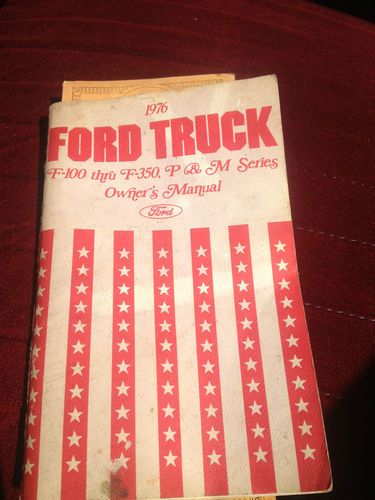 1976
FORD TRUCK
F-100 thru F-350, P & M Series
Owner's Manual
Ford